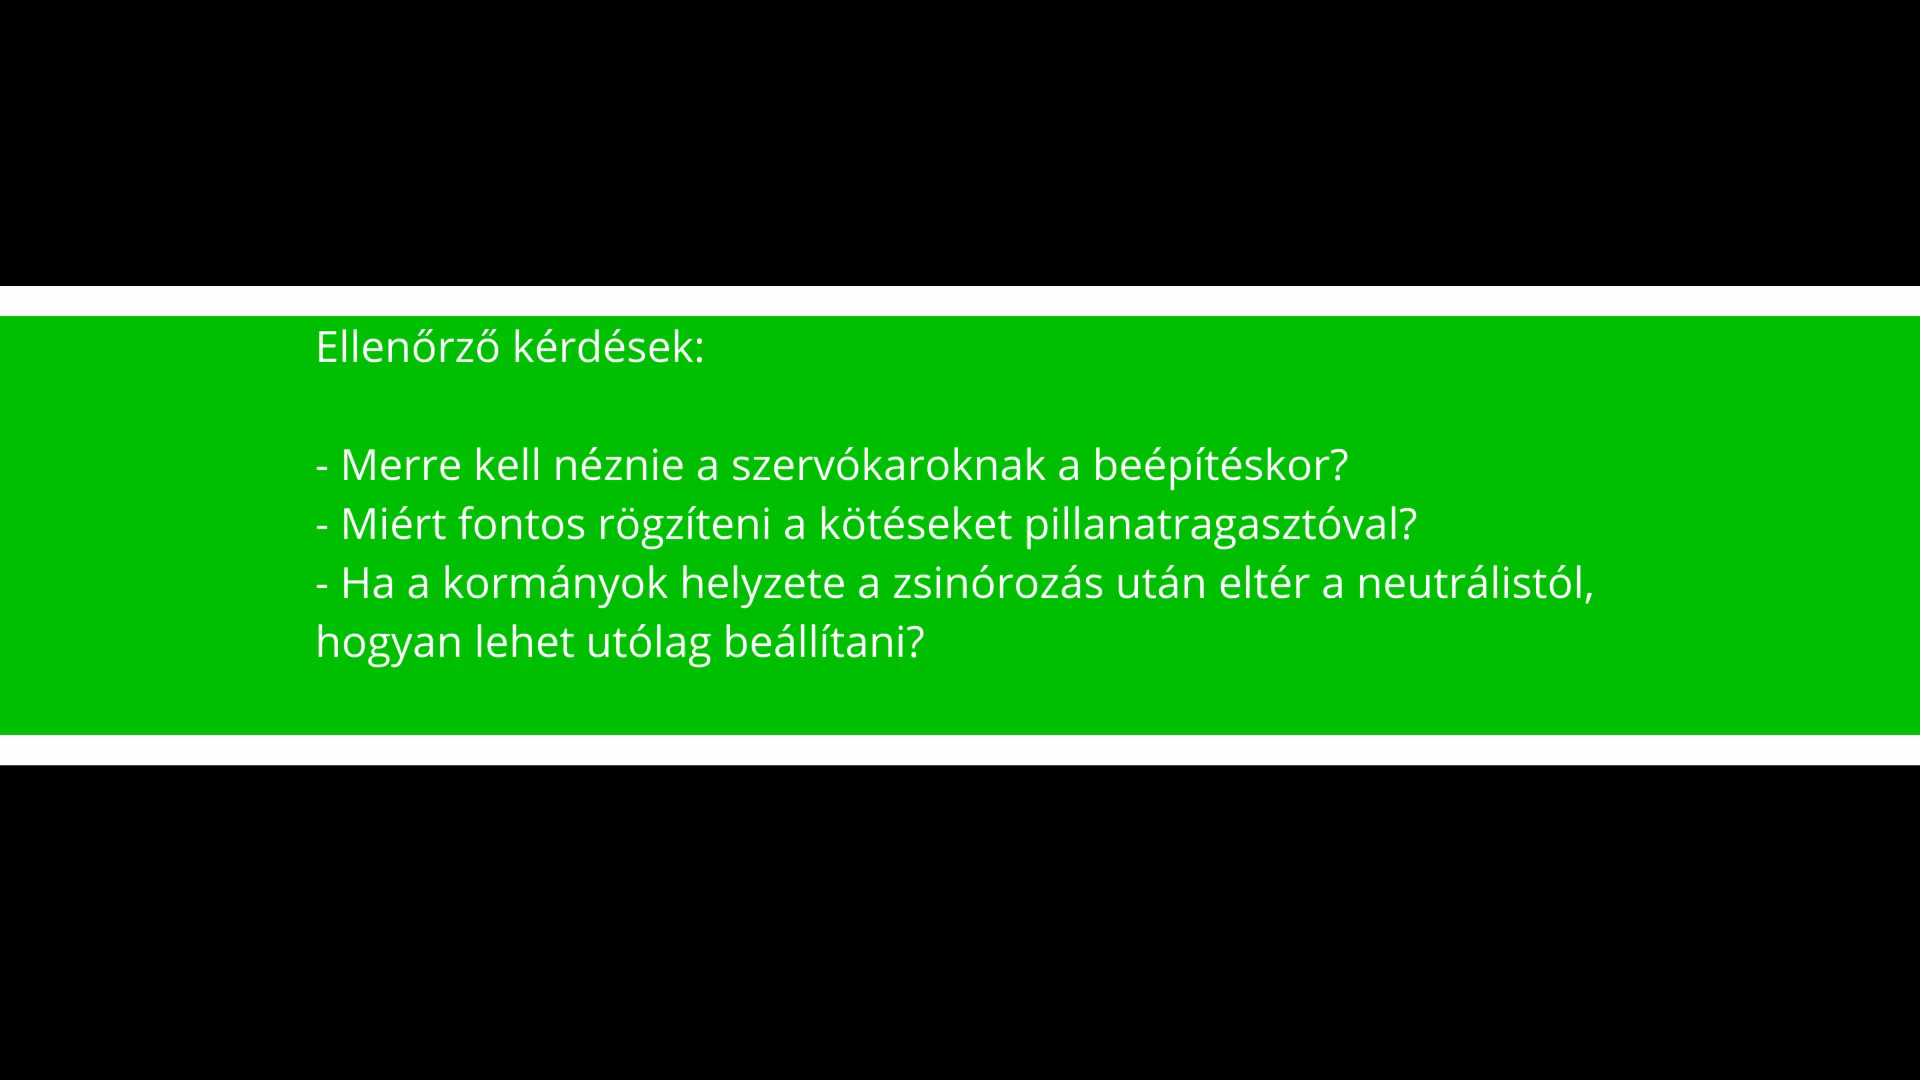 Ellenőrző kérdések:
- Merre kell néznie a szervókaroknak a beépítéskor?
- Miért fontos rögzíteni a kötéseket pillanatragasztóval?
- Ha a kormányok helyzete a zsinórozás után eltér a neutrálistól,
hogyan lehet utólag beállítani?